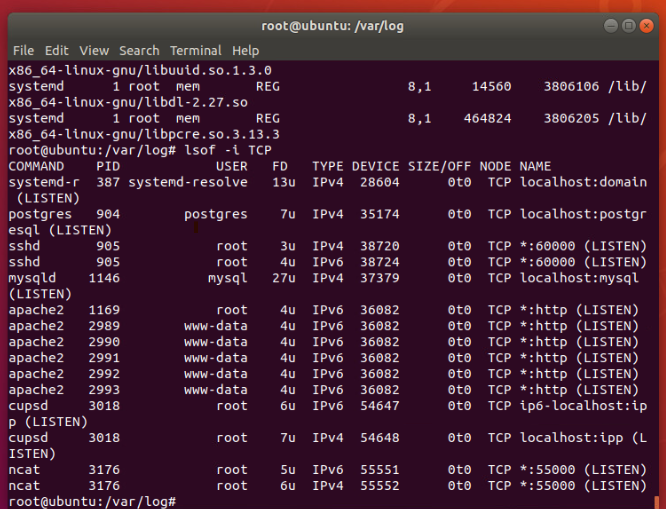 root@ubuntu: /var/log
File Edit View Search Terminal Help
x86_64-linux-gnu/libuuid.so.1.3.0
systemd 1 root mem REG 8,1 14560 3806106 /lib/
x86_64-linux-gnu/libdl-2.27.so
systemd 1 root mem REG 8,1 464824 3806205 /lib/
x86_64-linux-gnu/libpcre.so.3.13.3
root@ubuntu:/var/log# lsof -i TCP
COMMAND PID USER FD TYPE DEVICE SIZE/OFF NODE NAME
systemd-r 387 systemd-resolve 13u IPv4 28604 0t0 TCP localhost:domain
(LISTEN)
postgres 904 postgres 7u IPv4 35174 0t0 TCP localhost:postgr
esql (LISTEN)
sshd 905 root 3u IPv4 38720 0t0 TCP *:60000 (LISTEN)
sshd 905 root 4u IPv6 38724 0t0 TCP *:60000 (LISTEN)
mysqld 1146 mysql 27u IPv4 37379 0t0 TCP localhost:mysql
(LISTEN)
apache2 1169 root 4u IPv6 36082 0t0 TCP *:http (LISTEN)
apache2 2989 www-data 4u IPv6 36082 0t0 TCP *:http (LISTEN)
apache2 2990 www-data 4u IPv6 36082 0t0 TCP *:http (LISTEN)
apache2 2991 www-data 4u IPv6 36082 0t0 TCP *:http (LISTEN)
apache2 2992 www-data 4u IPv6 36082 0t0 TCP *:http (LISTEN)
apache2 2993 www-data 4u IPv6 36082 0t0 TCP *:http (LISTEN)
cupsd 3018 root 6u IPv6 54647 0t0 TCP ip6-localhost:ip
p (LISTEN)
cupsd 3018 root 7u IPv4 54648 0t0 TCP localhost:ipp (L
ISTEN)
ncat 3176 root 5u IPv6 55551 0t0 TCP *:55000 (LISTEN)
ncat 3176 root 6u IPv4 55552 0t0 TCP *:55000 (LISTEN)
root@ubuntu:/var/log#